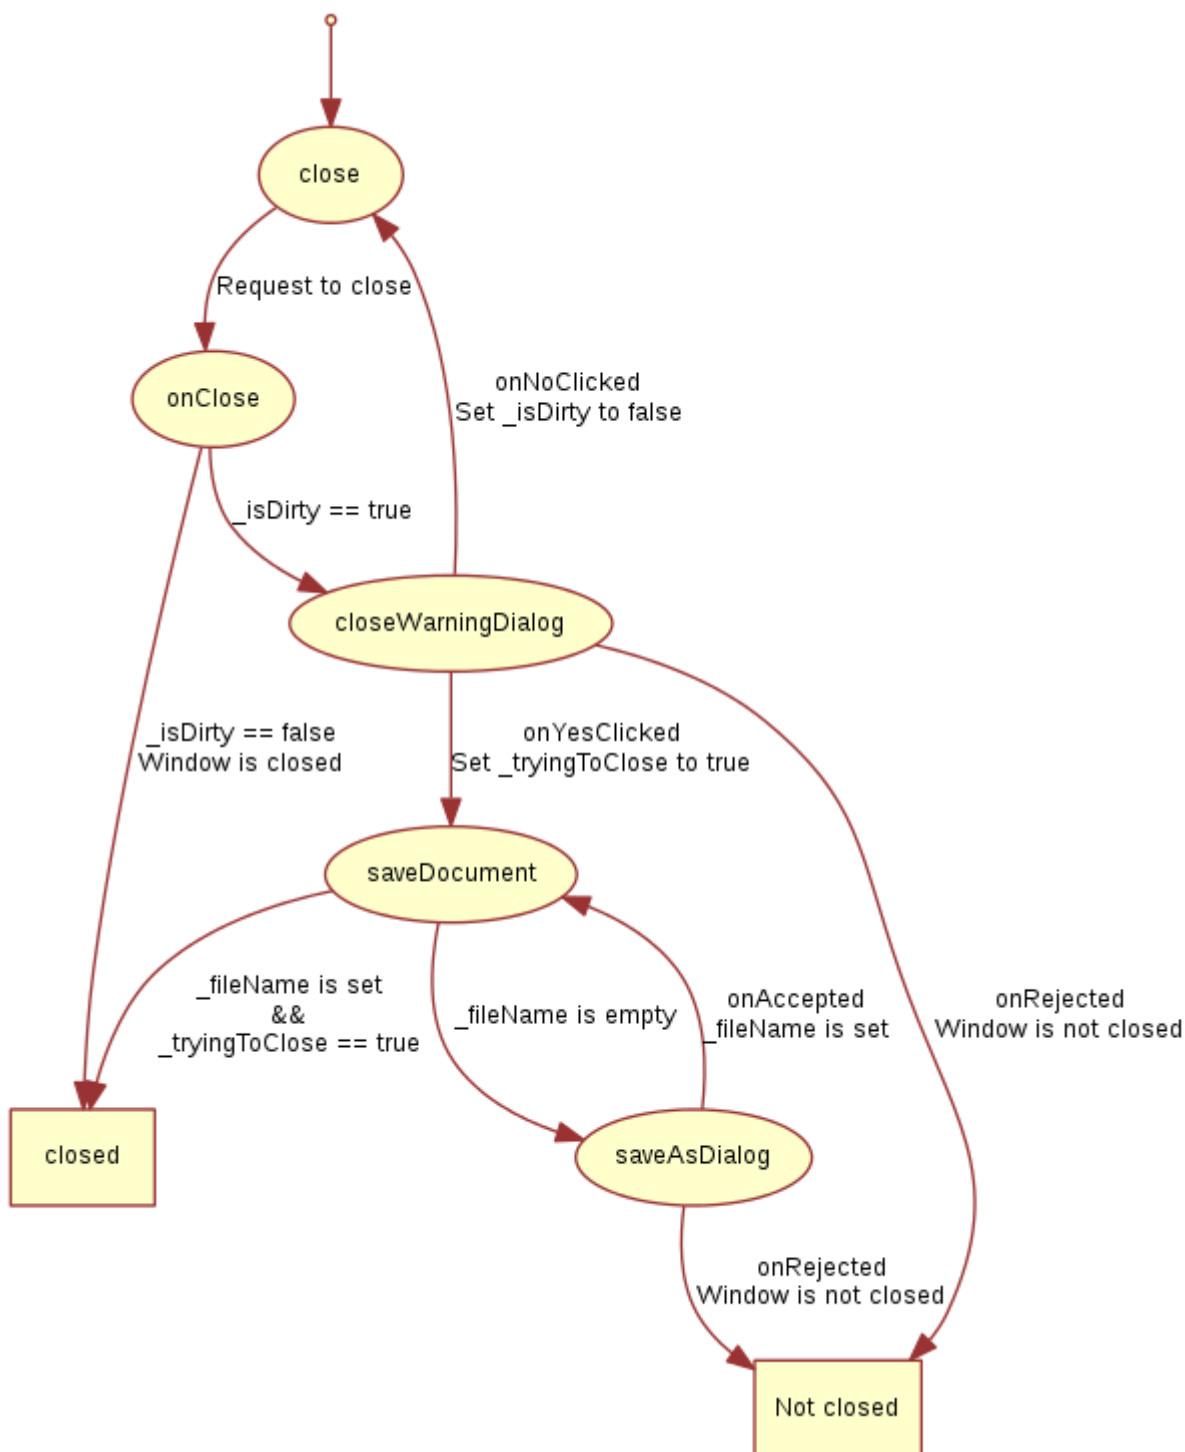 close
Request to close
onNoClicked
Set _isDirty to false
onClose
_isDirty == true
closeWarningDialog
_isDirty == false
Window is closed
onYesClicked
Set _tryingToClose to true
saveDocument
_fileName is set
&&
_tryingToClose == true
_fileName is empty
onAccepted
_fileName is set
onRejected
Window is not closed
closed
saveAsDialog
onRejected
Window is not closed
Not closed